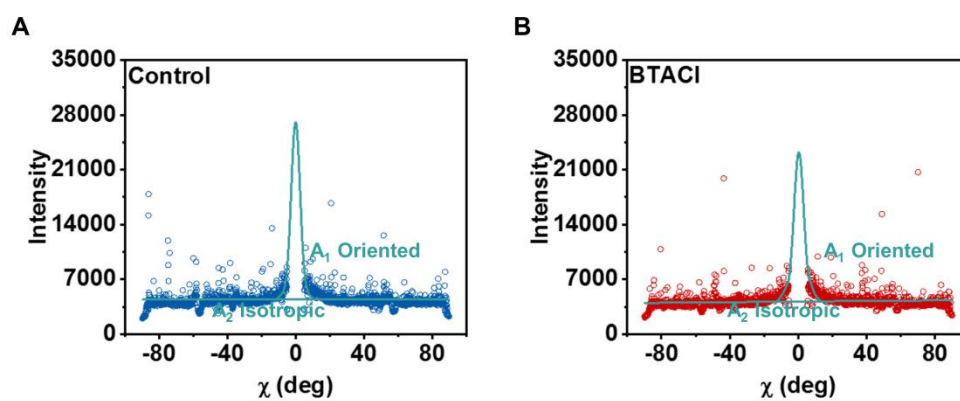 A
B
35000
28000
21000
14000
7000
0
Intensity
Control
A1 Oriented
A2 Isotropic
-80
-40
0
40
80
χ (deg)
35000
28000
21000
14000
7000
0
Intensity
BTACl
A1 Oriented
A2 Isotropic
-80
-40
0
40
80
χ (deg)